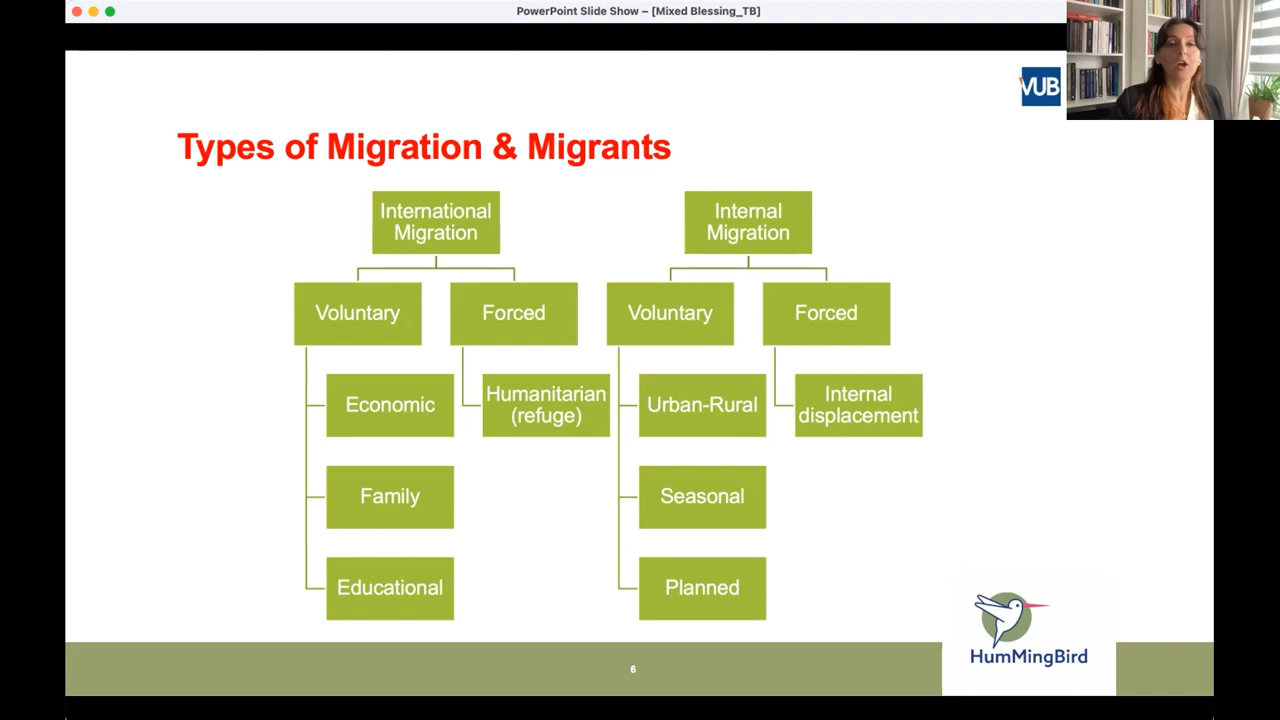 PowerPoint Slide Show – [Mixed Blessing_TB]
VUB
Types of Migration & Migrants
International
Migration
Internal
Migration
Voluntary
Forced
Voluntary
Forced
Economic
Humanitarian
(refuge)
Urban-Rural
Internal
displacement
Family
Seasonal
Educational
Planned
HumMingBird
6